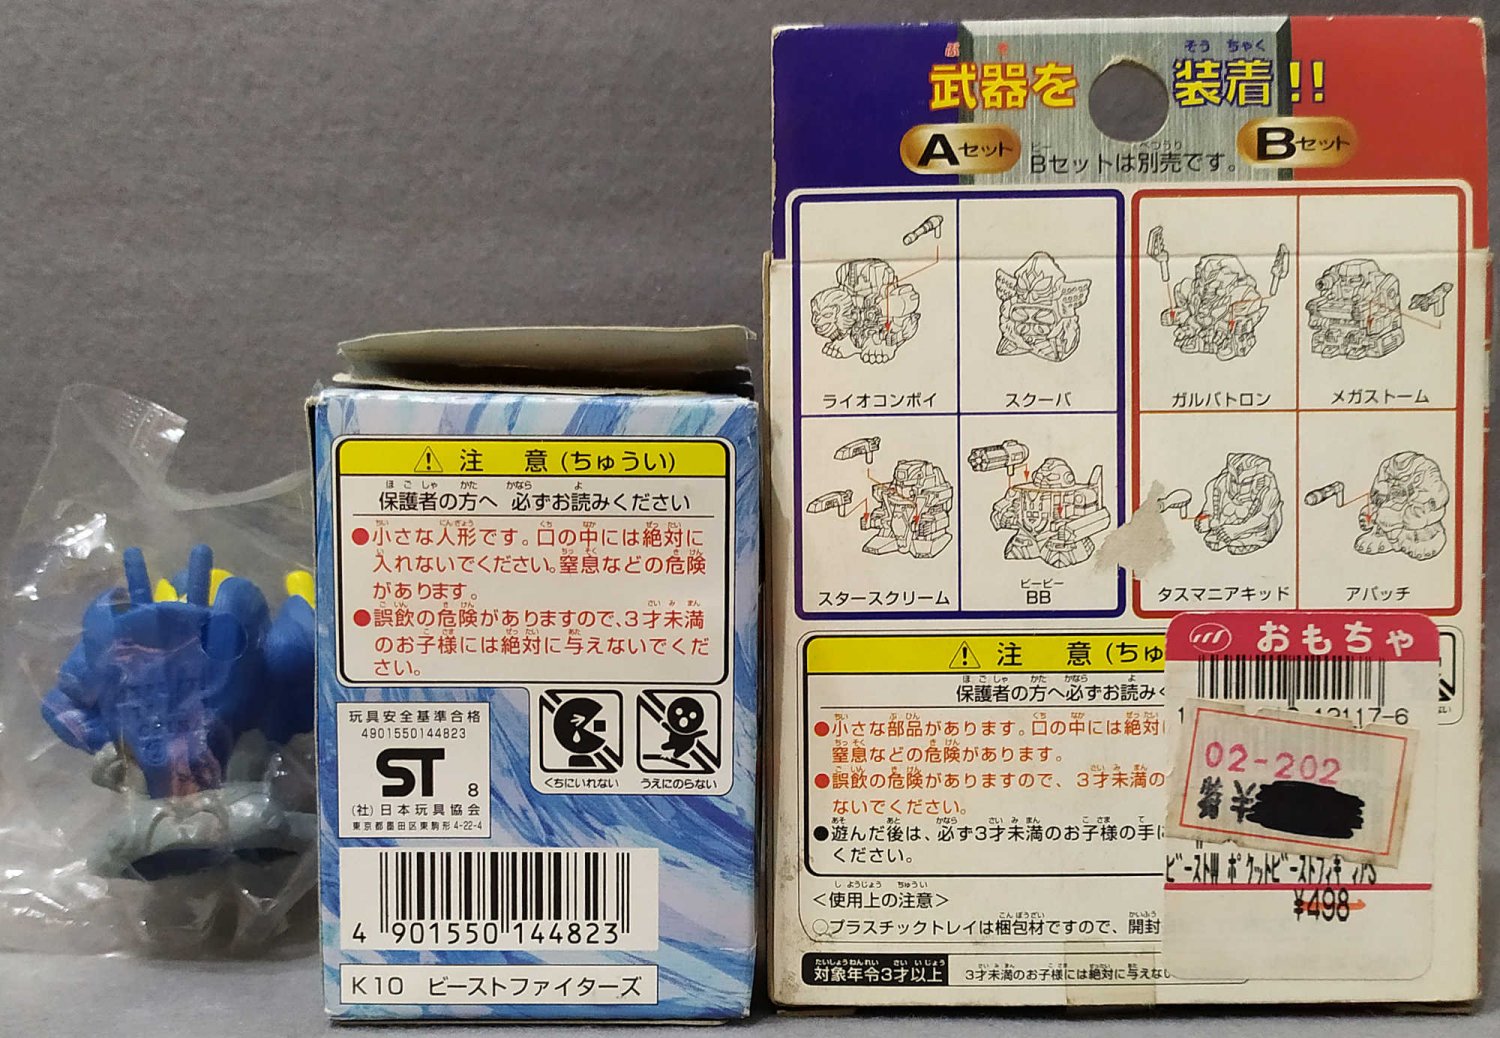 注 意(ちゅうい)
保護者の方へ 必ずお読みください
●小さな人形です。口の中には絶対に
入れないでください。窒息などの危険
があります。
●誤飲の危険がありますので、3才未満
のお子様には絶対に与えないでくだ
さい。
玩具安全基準合格
4901550144823
ST
8
(社)日本玩具協会
東京都墨田区東駒形4-22-4
くちにいれない
うえにのらない
4 901550 144823
K10 ビーストファイターズ
武器を装着!!
Aセット
Bセットは別売です。
Bセット
ライオコンボイ
スクーバ
ガルバトロン
メガストーム
スタースクリーム
ビービー
BB
タスマニアキッド
アパッチ
注 意(ちゅ
保護者の方へ必ずお読み
●小さな部品があります。口の中には絶対
窒息などの危険があります。
●誤飲の危険がありますので、3才未満の
ないでください。
●遊んだ後は、必ず3才未満のお子様の手に
ください。
<使用上の注意>
○プラスチックトレイは梱包材ですので、開封
対象年令3才以上
3才未満のお子様には絶対に与えな
おもちゃ
12117-6
02-202
¥498